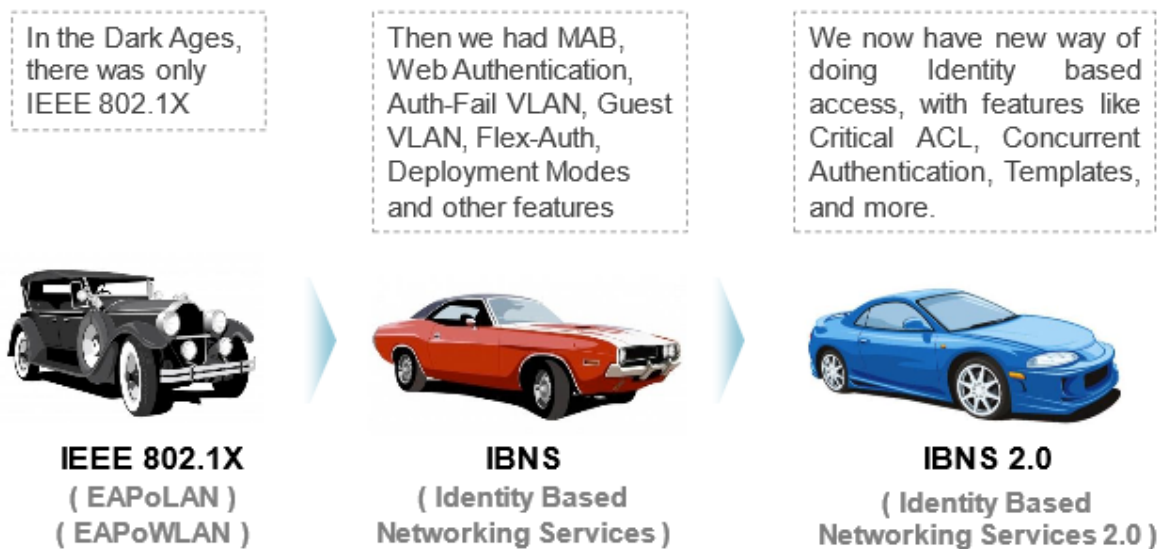 In the Dark Ages,
there was only
IEEE 802.1X
Then we had MAB,
Web Authentication,
Auth-Fail VLAN, Guest
VLAN, Flex-Auth,
Deployment Modes
and other features
We now have new way of
doing Identity based
access, with features like
Critical ACL, Concurrent
Authentication, Templates,
and more.
IEEE 802.1X
( EAPoLAN )
( EAPoWLAN )
IBNS
( Identity Based
Networking Services )
IBNS 2.0
( Identity Based
Networking Services 2.0 )